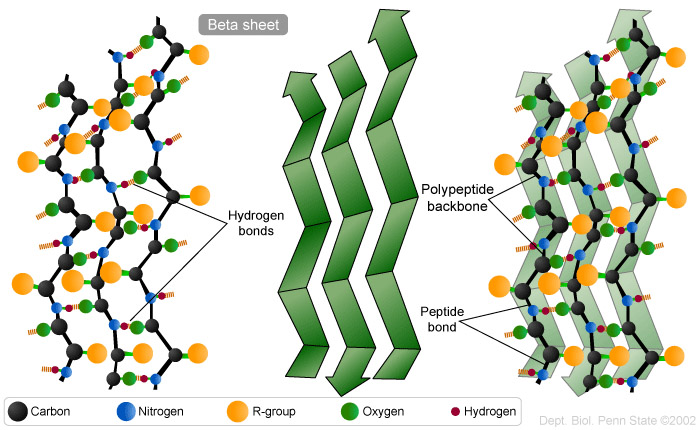 Beta sheet
Hydrogen
bonds
Polypeptide
backbone
Peptide
bond
Carbon
Nitrogen
R-group
Oxygen
Hydrogen
Dept. Biol. Penn State ©2002